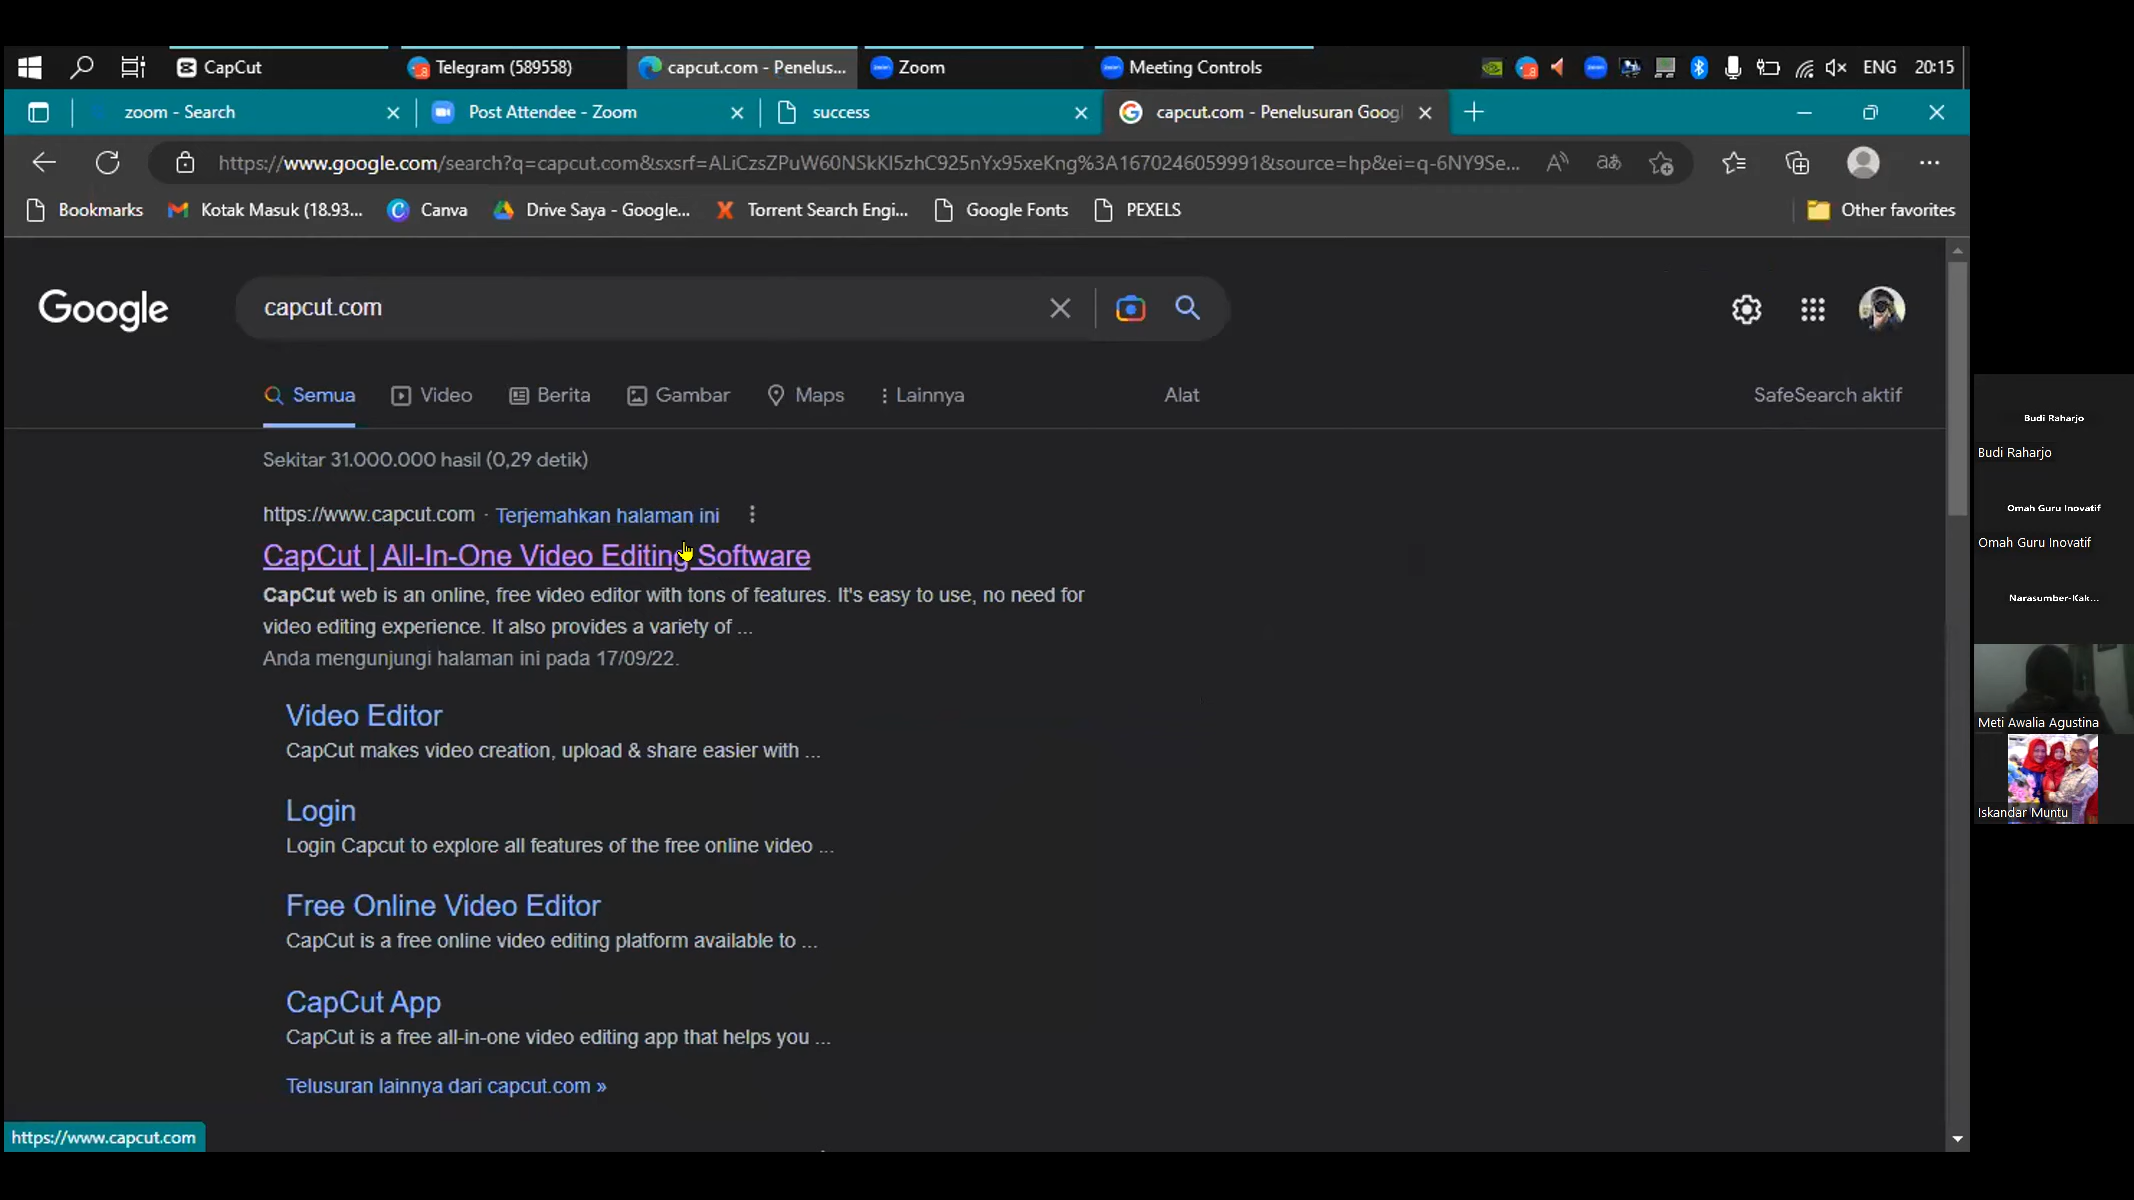 CapCut
Telegram (589558)
capcut.com - Penelus...
Zoom
Meeting Controls
ENG
20:15
zoom - Search
Post Attendee - Zoom
success
capcut.com - Penelusuran Goog
https://www.google.com/search?q=capcut.com&sxsrf=ALiCzsZPuW60NSkKI5zhC925nYx95xeKng%3A1670246059991&source=hp&ei=q-6NY9Se...
Bookmarks
Kotak Masuk (18.93...
Canva
Drive Saya - Google...
Torrent Search Engi...
Google Fonts
PEXELS
Other favorites
Google
capcut.com
Semua
Video
Berita
Gambar
Maps
Lainnya
Alat
SafeSearch aktif
Sekitar 31.000.000 hasil (0,29 detik)
https://www.capcut.com · Terjemahkan halaman ini
CapCut | All-In-One Video Editing Software
CapCut web is an online, free video editor with tons of features. It's easy to use, no need for
video editing experience. It also provides a variety of ...
Anda mengunjungi halaman ini pada 17/09/22.
Video Editor
CapCut makes video creation, upload & share easier with ...
Login
Login Capcut to explore all features of the free online video ...
Free Online Video Editor
CapCut is a free online video editing platform available to ...
CapCut App
CapCut is a free all-in-one video editing app that helps you ...
Telusuran lainnya dari capcut.com »
https://www.capcut.com
Budi Raharjo
Budi Raharjo
Omah Guru Inovatif
Omah Guru Inovatif
Narasumber-Kak...
Meti Awalia Agustina
Iskandar Muntu